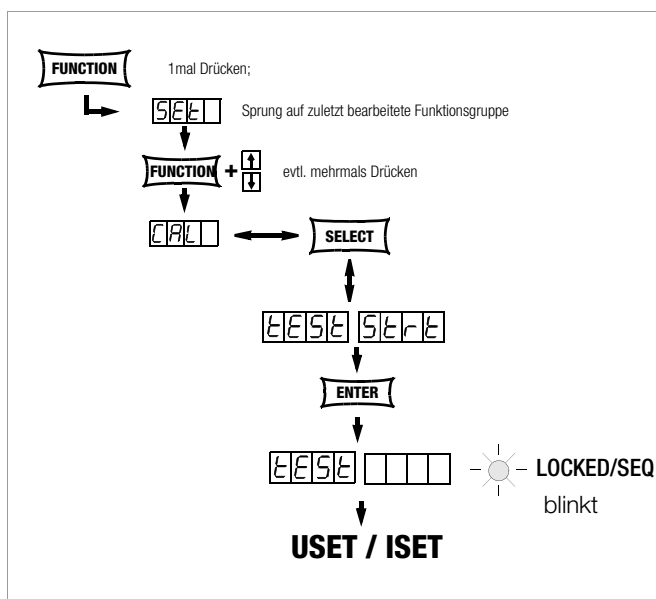 FUNCTION 1mal Drücken;
SEt Sprung auf zuletzt bearbeitete Funktionsgruppe
FUNCTION + evtl. mehrmals Drücken
CAL SELECT
tESt Strt
ENTER
tESt LOCKED/SEQ
blinkt
USET / ISET